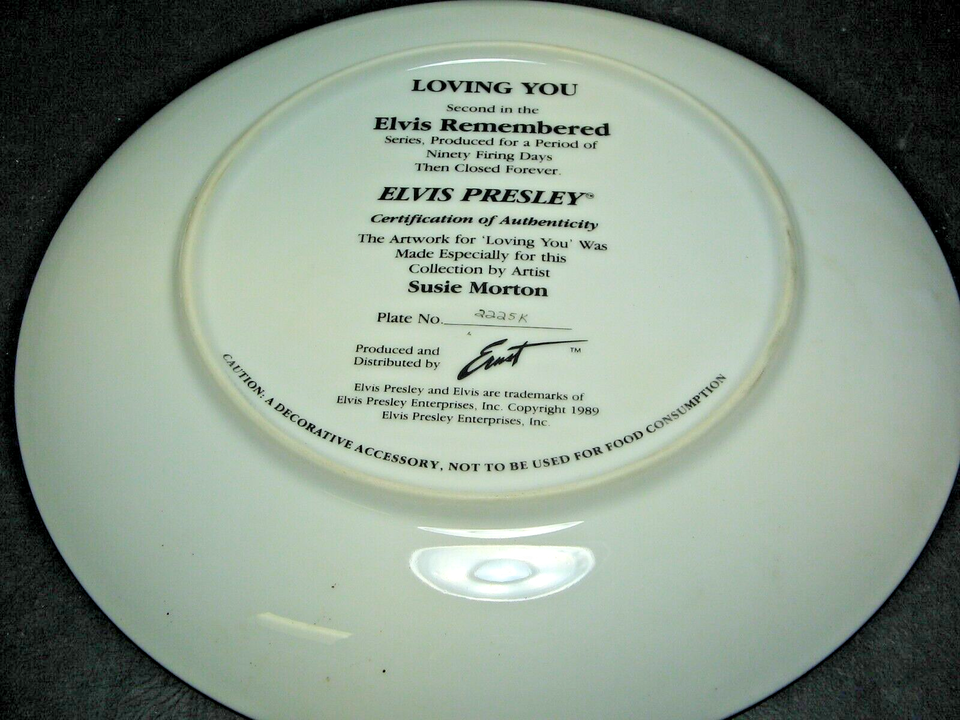 LOVING YOU
Second in the
Elvis Remembered
Series, Produced for a Period of
Ninety Firing Days
Then Closed Forever.
ELVIS PRESLEY™
Certification of Authenticity
The Artwork for 'Loving You' Was
Made Especially for this
Collection by Artist
Susie Morton
Plate No. 2225K
Produced and
Distributed by
Ernst ™
Elvis Presley and Elvis are trademarks of
Elvis Presley Enterprises, Inc. Copyright 1989
Elvis Presley Enterprises, Inc.
CAUTION: A DECORATIVE ACCESSORY, NOT TO BE USED FOR FOOD CONSUMPTION